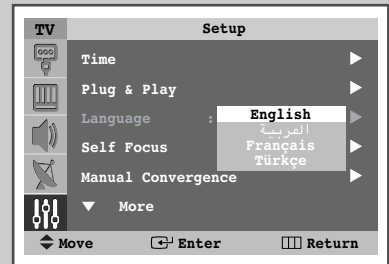 TV Setup
Time
Plug & Play
Language :
English
العربية
Français
Türkçe
Self Focus
Manual Convergence
More
Move Enter Return